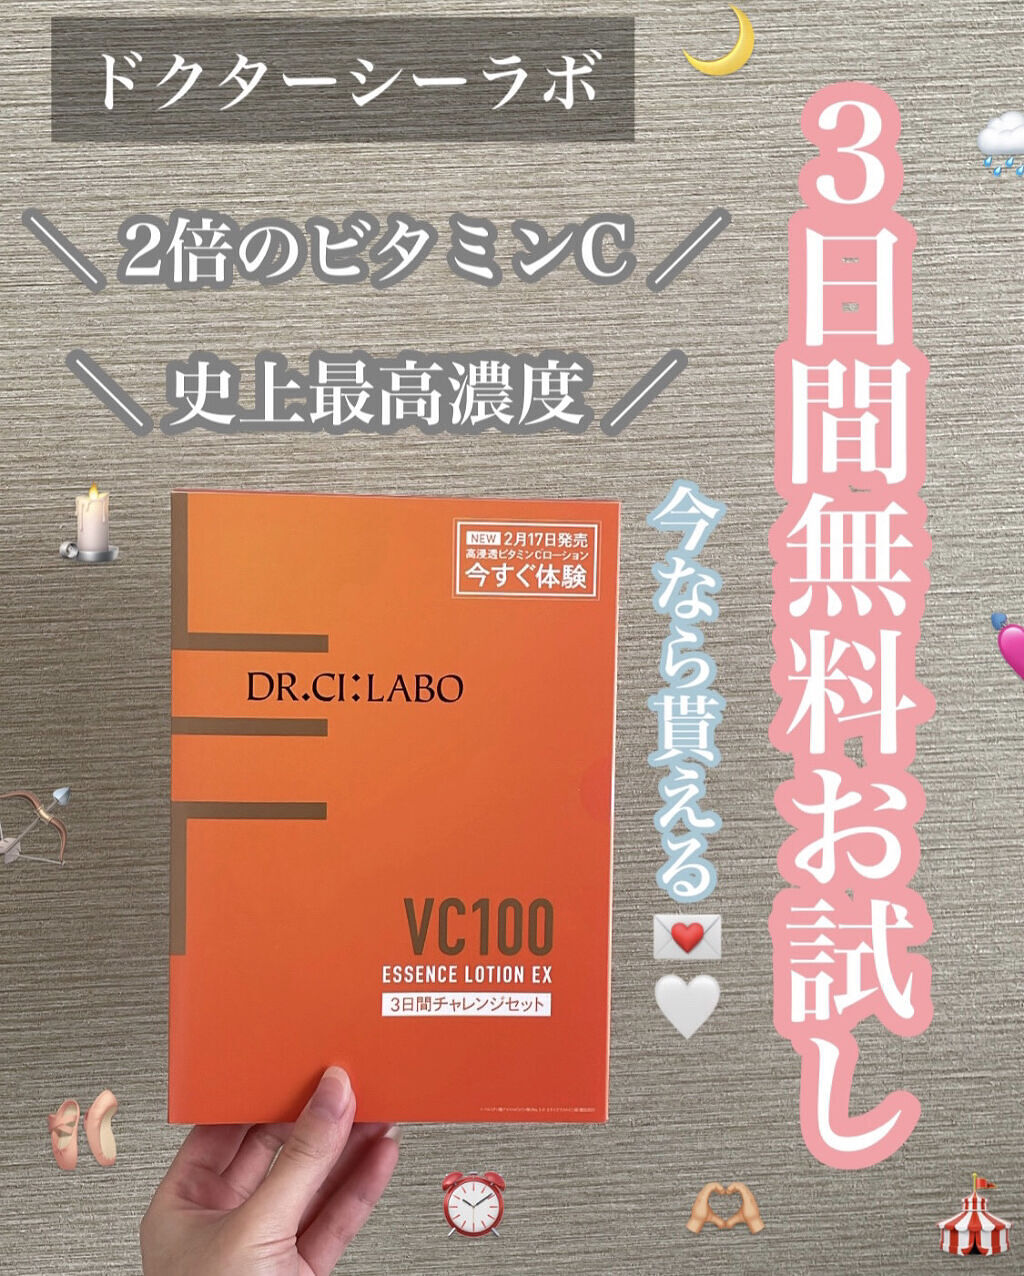 ドクターシーラボ
＼ 2倍のビタミンC ／
＼ 史上最高濃度 ／
3日間無料お試し
今なら貰える
NEW 2月17日発売
高浸透ビタミンCローション
今すぐ体験
DR.CI:LABO
VC100
ESSENCE LOTION EX
3日間チャレンジセット